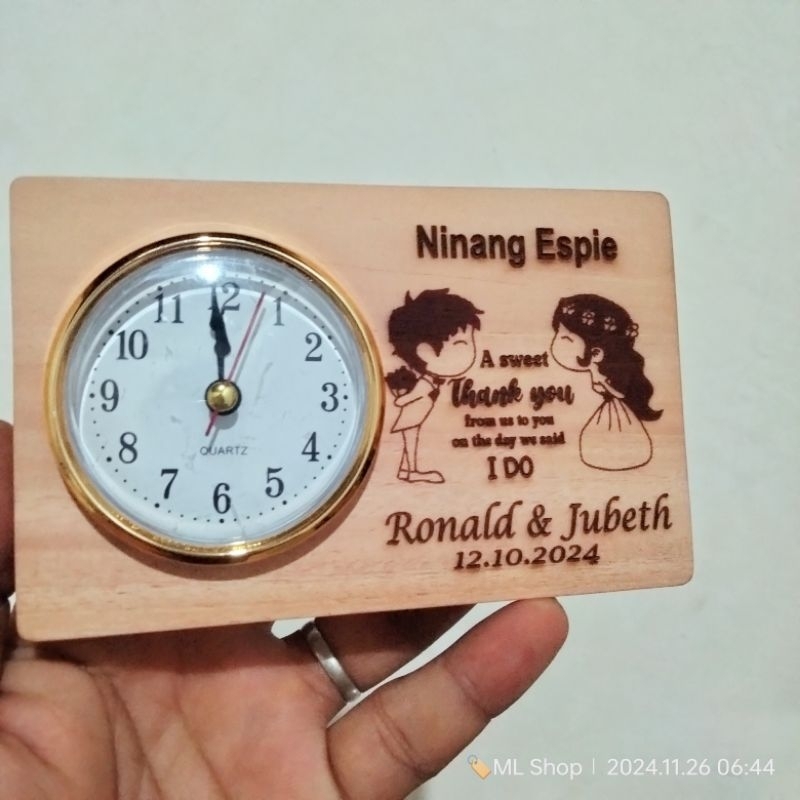 Ninang Espie
A sweet
Thank you
from us to you
on the day we said
I DO
Ronald & Jubeth
12.10.2024
12
1
2
3
4
5
6
7
8
9
10
11
QUARTZ
ML Shop | 2024.11.26 06:44